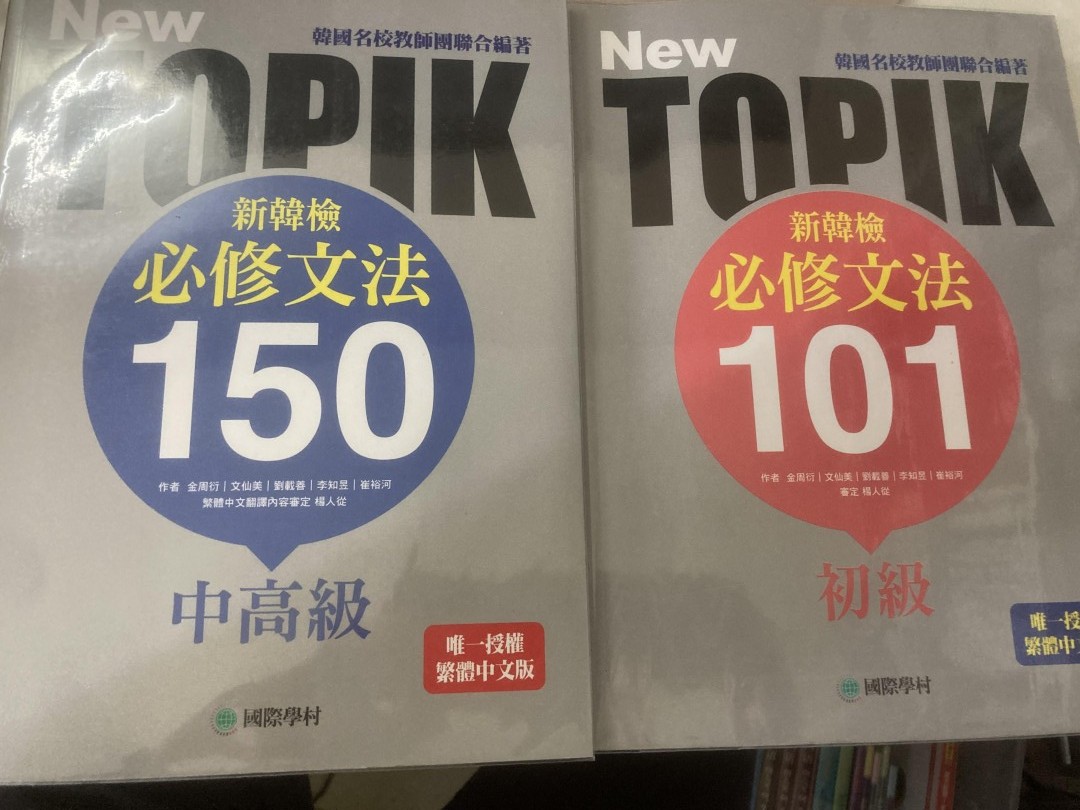 New
韓國名校教師團聯合編著
TOPIK
新韓檢
必修文法
150
作者 金周衍|文仙美|劉載善|李知昱|崔裕河
繁體中文翻譯內容審定 楊人從
中高級
唯一授權
繁體中文版
國際學村
New
韓國名校教師團聯合編著
TOPIK
新韓檢
必修文法
101
作者 金周衍|文仙美|劉載善|李知昱|崔裕河
審定 楊人從
初級
唯一授
繁體中
國際學村